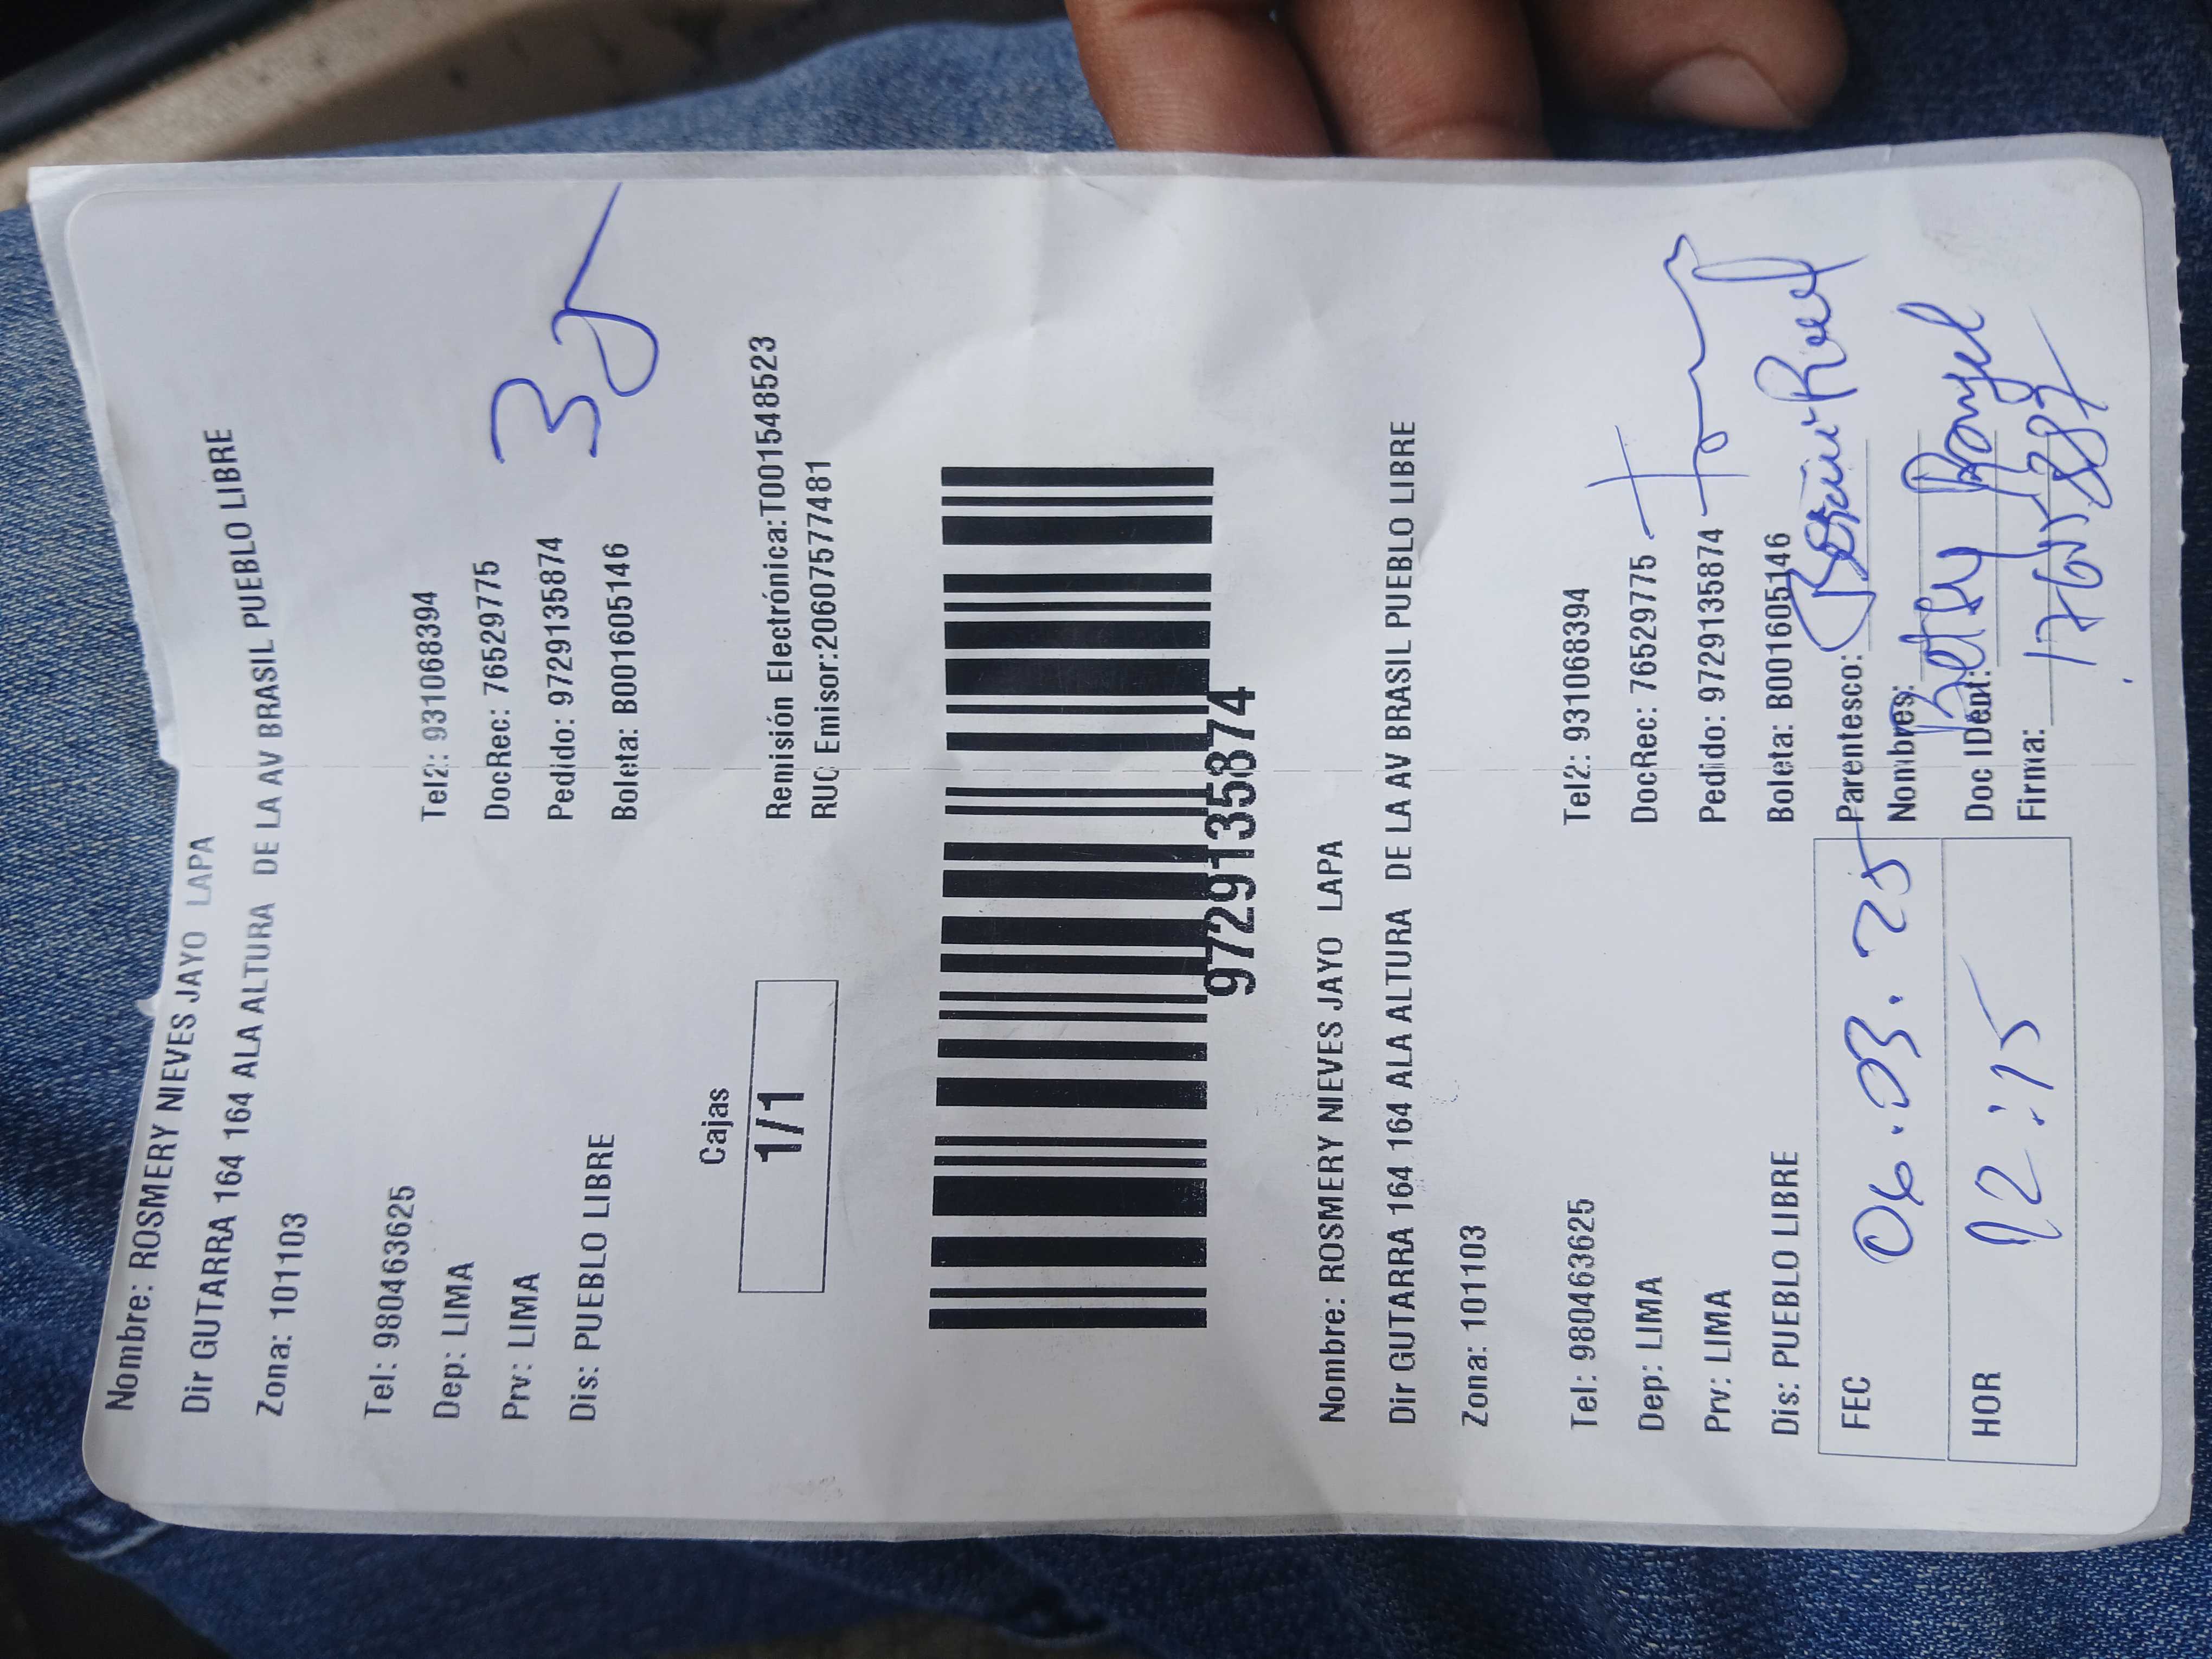 Nombre: ROSMERY NIEVES JAYO LAPA
Dir GUTARRA 164 164 ALA ALTURA DE LA AV BRASIL PUEBLO LIBRE
Zona: 101103
Tel: 980463625 Tel2: 931068394
Dep: LIMA DocRec: 76529775
Prv: LIMA Pedido: 9729135874
Dis: PUEBLO LIBRE Boleta: B001605146
Cajas
1/1
Remisión Electrónica:T001548523
RUC Emisor:20607577481
9729135874
Nombre: ROSMERY NIEVES JAYO LAPA
Dir GUTARRA 164 164 ALA ALTURA DE LA AV BRASIL PUEBLO LIBRE
Zona: 101103
Tel: 980463625 Tel2: 931068394
Dep: LIMA DocRec: 76529775
Prv: LIMA Pedido: 9729135874
Dis: PUEBLO LIBRE Boleta: B001605146
FEC 06.03.25 Parentesco:
Nombres: Betsy Rangel
HOR 12:15 Doc IDent:
Firma: